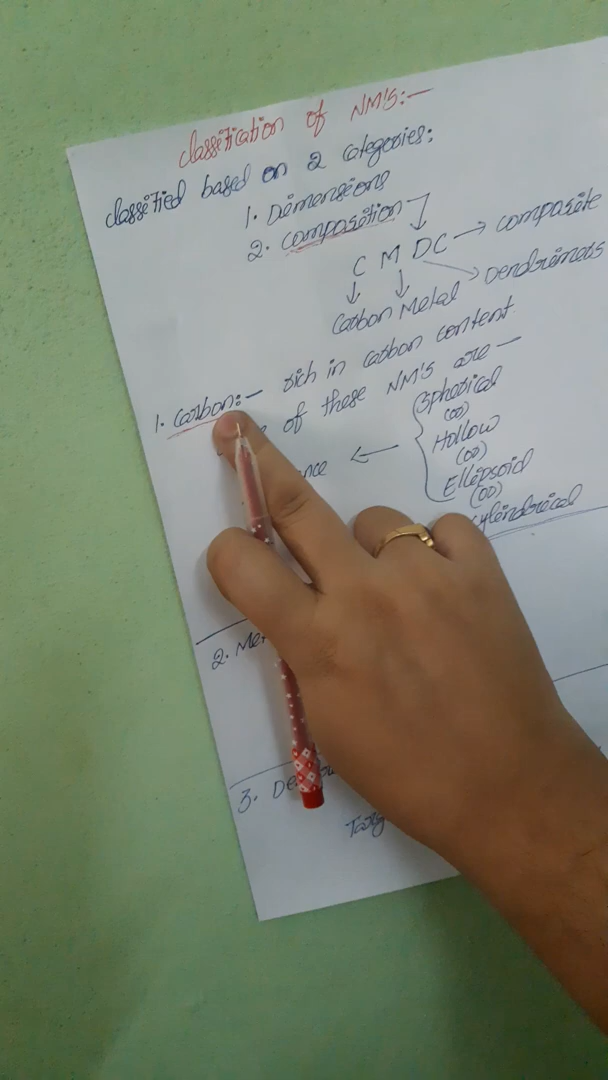 classification of NM'S:-
classified based on 2 categories:
1. Dimensions
2. composition
C M D C → composite
Carbon Metal Dendrimers
1. carbon:- rich in carbon content
of these NM'S are -
Spherical
(or)
Hollow
(or)
Ellipsoid
(or)
cylindrical
2.
3.